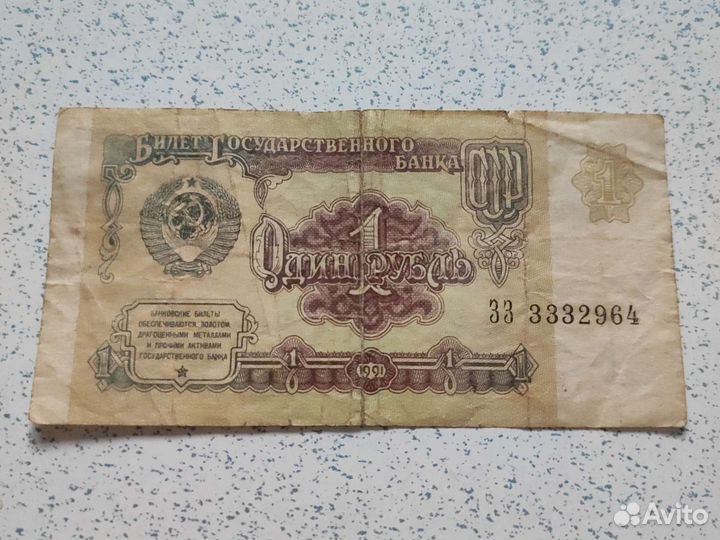 Билет Государственного
Банка
СССР
1
1
Один рубль
ЗЗ 3332964
БАНКОВСКИЕ БИЛЕТЫ
ОБЕСПЕЧИВАЮТСЯ ЗОЛОТОМ,
ДРАГОЦЕННЫМИ МЕТАЛЛАМИ
И ПРОЧИМИ АКТИВАМИ
ГОСУДАРСТВЕННОГО БАНКА
1 1 1991 1 1
Avito